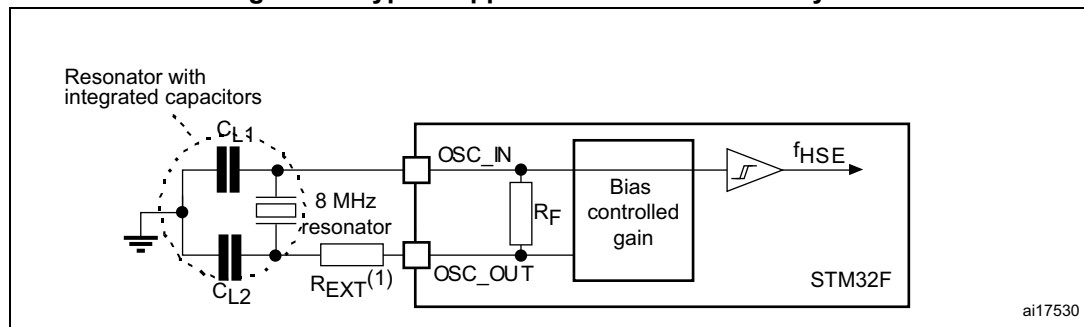 Resonator with
integrated capacitors
CL1
OSC_IN
fHSE
8 MHz
resonator
RF
Bias
controlled
gain
REXT(1)
OSC_OUT
CL2
STM32F
ai17530